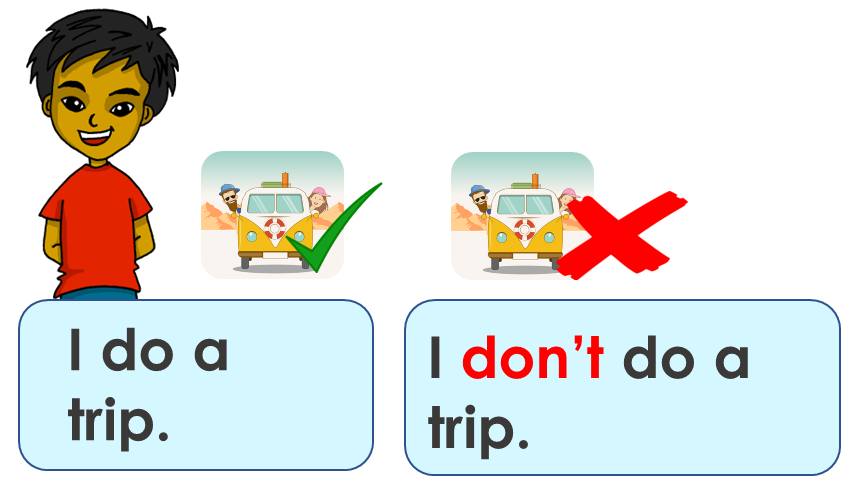 I do a
trip.
I don’t do a
trip.